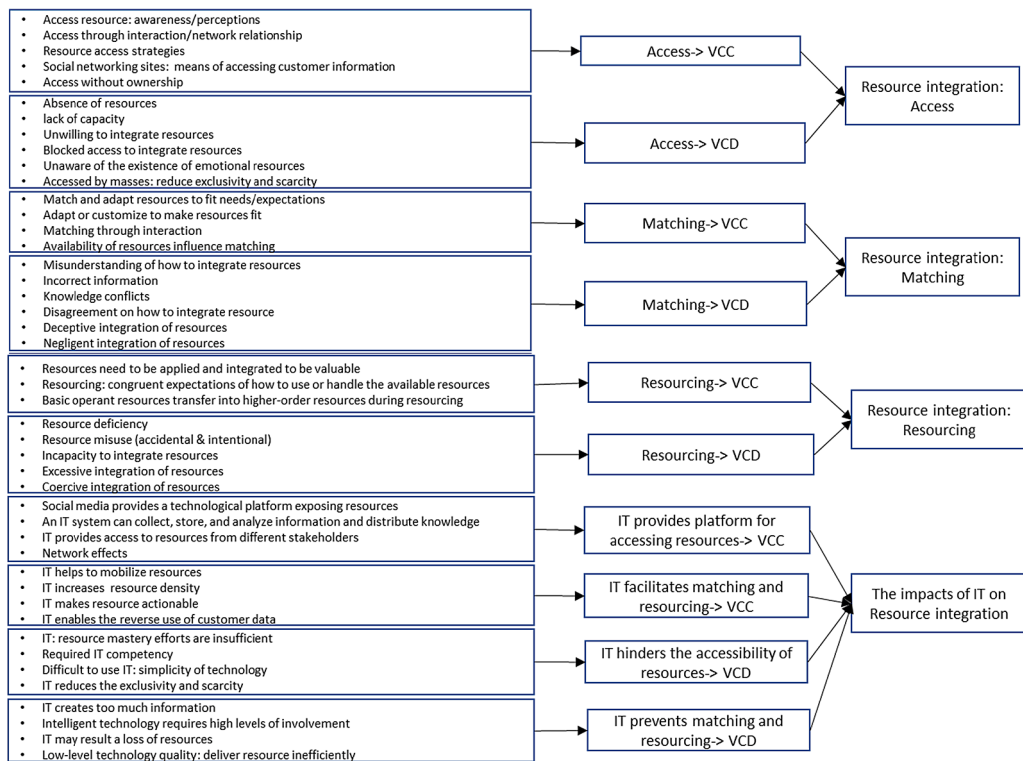 • Access resource: awareness/perceptions
• Access through interaction/network relationship
• Resource access strategies
• Social networking sites: means of accessing customer information
• Access without ownership
Access-> VCC
• Absence of resources
• lack of capacity
• Unwilling to integrate resources
• Blocked access to integrate resources
• Unaware of the existence of emotional resources
• Accessed by masses: reduce exclusivity and scarcity
Access-> VCD
Resource integration:
Access
• Match and adapt resources to fit needs/expectations
• Adapt or customize to make resources fit
• Matching through interaction
• Availability of resources influence matching
Matching-> VCC
• Misunderstanding of how to integrate resources
• Incorrect information
• Knowledge conflicts
• Disagreement on how to integrate resource
• Deceptive integration of resources
• Negligent integration of resources
Matching-> VCD
Resource integration:
Matching
• Resources need to be applied and integrated to be valuable
• Resourcing: congruent expectations of how to use or handle the available resources
• Basic operant resources transfer into higher-order resources during resourcing
Resourcing-> VCC
• Resource deficiency
• Resource misuse (accidental & intentional)
• Incapacity to integrate resources
• Excessive integration of resources
• Coercive integration of resources
Resourcing-> VCD
Resource integration:
Resourcing
• Social media provides a technological platform exposing resources
• An IT system can collect, store, and analyze information and distribute knowledge
• IT provides access to resources from different stakeholders
• Network effects
IT provides platform for
accessing resources-> VCC
• IT helps to mobilize resources
• IT increases resource density
• IT makes resource actionable
• IT enables the reverse use of customer data
IT facilitates matching and
resourcing-> VCC
• IT: resource mastery efforts are insufficient
• Required IT competency
• Difficult to use IT: simplicity of technology
• IT reduces the exclusivity and scarcity
IT hinders the accessibility of
resources-> VCD
• IT creates too much information
• Intelligent technology requires high levels of involvement
• IT may result a loss of resources
• Low-level technology quality: deliver resource inefficiently
IT prevents matching and
resourcing-> VCD
The impacts of IT on
Resource integration